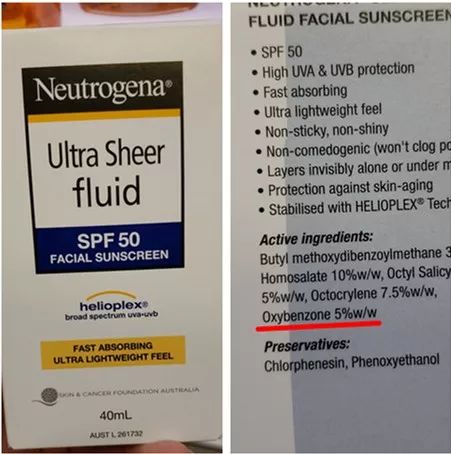 Neutrogena®
Ultra Sheer
fluid
SPF 50
FACIAL SUNSCREEN
helioplex®
broad spectrum uva•uvb
FAST ABSORBING
ULTRA LIGHTWEIGHT FEEL
SKIN & CANCER FOUNDATION AUSTRALIA
40mL
AUST L 261732
FLUID FACIAL SUNSCREEN
• SPF 50
• High UVA & UVB protection
• Fast absorbing
• Ultra lightweight feel
• Non-sticky, non-shiny
• Non-comedogenic (won't clog po
• Layers invisibly alone or under m
• Protection against skin-aging
• Stabilised with HELIOPLEX® Tech
Active ingredients:
Butyl methoxydibenzoylmethane 3
Homosalate 10%w/w, Octyl Salicy
5%w/w, Octocrylene 7.5%w/w,
Oxybenzone 5%w/w
Preservatives:
Chlorphenesin, Phenoxyethanol